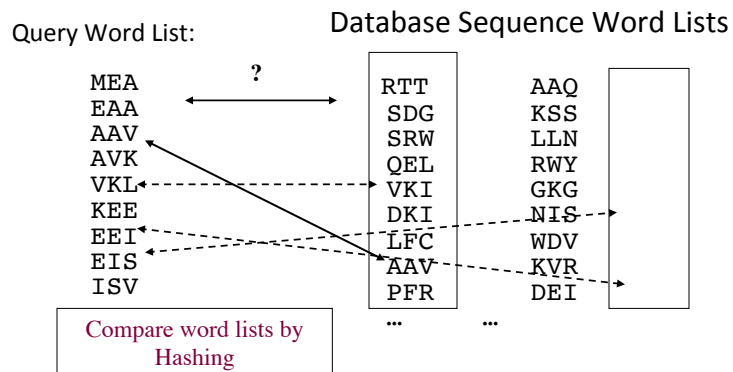 Database Sequence Word Lists
Query Word List:
?
MEA
EAA
AAV
AVK
VKL
KEE
EEI
EIS
ISV
RTT
SDG
SRW
QEL
VKI
DKI
LFC
AAV
PFR
...
AAQ
KSS
LLN
RWY
GKG
NIS
WDV
KVR
DEI
...
Compare word lists by
Hashing